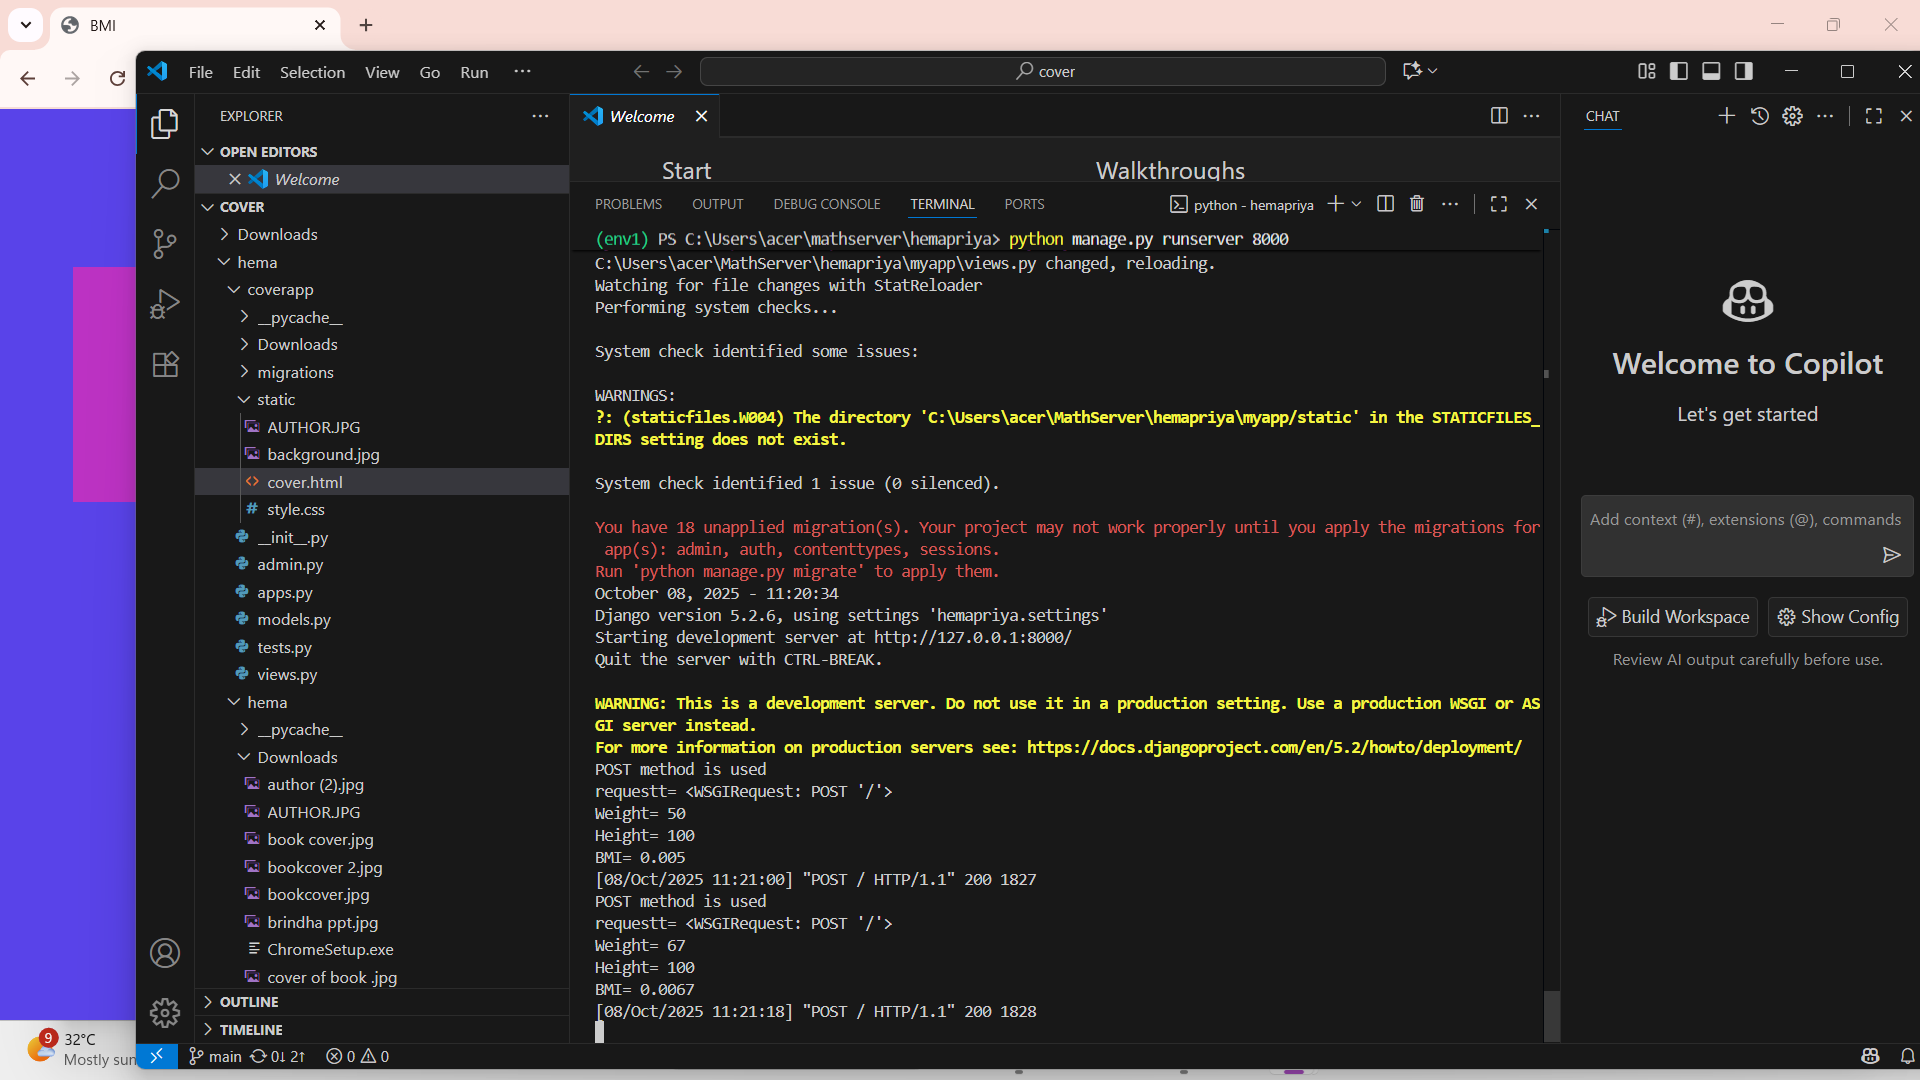 BMI
File Edit Selection View Go Run ···
cover
EXPLORER
OPEN EDITORS
Welcome
COVER
Downloads
hema
coverapp
__pycache__
Downloads
migrations
static
AUTHOR.JPG
background.jpg
cover.html
style.css
__init__.py
admin.py
apps.py
models.py
tests.py
views.py
hema
__pycache__
Downloads
author (2).jpg
AUTHOR.JPG
book cover.jpg
bookcover 2.jpg
bookcover.jpg
brindha ppt.jpg
ChromeSetup.exe
cover of book .jpg
OUTLINE
TIMELINE
Welcome
Start Walkthroughs
PROBLEMS OUTPUT DEBUG CONSOLE TERMINAL PORTS python - hemapriya
(env1) PS C:\Users\acer\mathserver\hemapriya> python manage.py runserver 8000
C:\Users\acer\MathServer\hemapriya\myapp\views.py changed, reloading.
Watching for file changes with StatReloader
Performing system checks...
System check identified some issues:
WARNINGS:
?: (staticfiles.W004) The directory 'C:\Users\acer\MathServer\hemapriya\myapp/static' in the STATICFILES_
DIRS setting does not exist.
System check identified 1 issue (0 silenced).
You have 18 unapplied migration(s). Your project may not work properly until you apply the migrations for
app(s): admin, auth, contenttypes, sessions.
Run 'python manage.py migrate' to apply them.
October 08, 2025 - 11:20:34
Django version 5.2.6, using settings 'hemapriya.settings'
Starting development server at http://127.0.0.1:8000/
Quit the server with CTRL-BREAK.
WARNING: This is a development server. Do not use it in a production setting. Use a production WSGI or AS
GI server instead.
For more information on production servers see: https://docs.djangoproject.com/en/5.2/howto/deployment/
POST method is used
requestt= <WSGIRequest: POST '/'>
Weight= 50
Height= 100
BMI= 0.005
[08/Oct/2025 11:21:00] "POST / HTTP/1.1" 200 1827
POST method is used
requestt= <WSGIRequest: POST '/'>
Weight= 67
Height= 100
BMI= 0.0067
[08/Oct/2025 11:21:18] "POST / HTTP/1.1" 200 1828
CHAT
Welcome to Copilot
Let's get started
Add context (#), extensions (@), commands
Build Workspace Show Config
Review AI output carefully before use.
9 32°C
Mostly sun
main 0↓ 2↑ 0 0